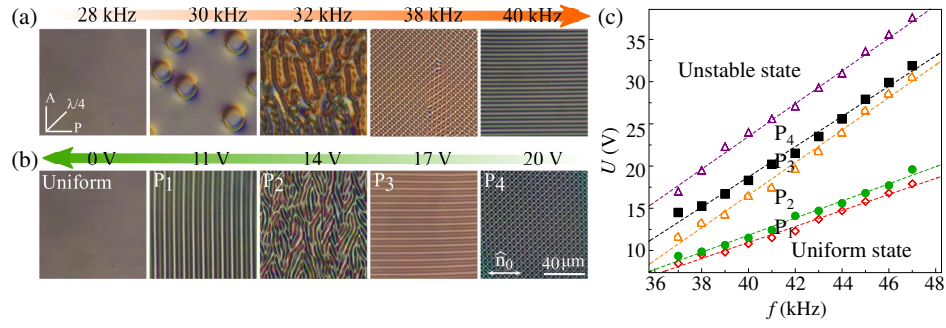 (a)
28 kHz 30 kHz 32 kHz 38 kHz 40 kHz
A
λ/4
P
(b)
0 V 11 V 14 V 17 V 20 V
Uniform P1 P2 P3 P4
n̂0 40 μm
(c)
35
30
25
20
15
10
U (V)
Unstable state
P4
P3
P2
P1
Uniform state
36 38 40 42 44 46 48
f (kHz)